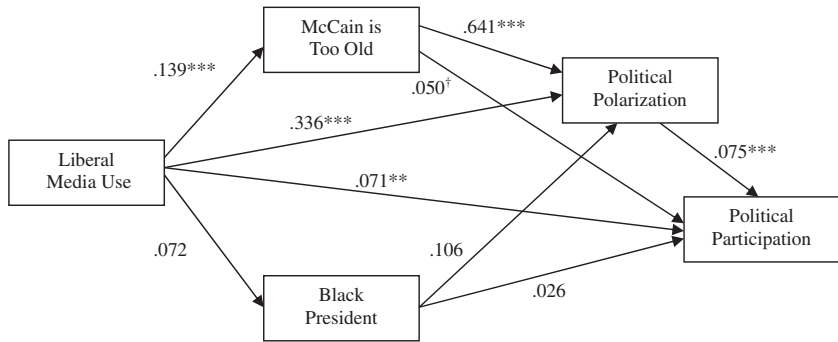 McCain is
Too Old
.641***
Political
Polarization
.139***
.050†
.336***
Liberal
Media Use
.075***
.071**
Political
Participation
.072
.106
Black
President
.026